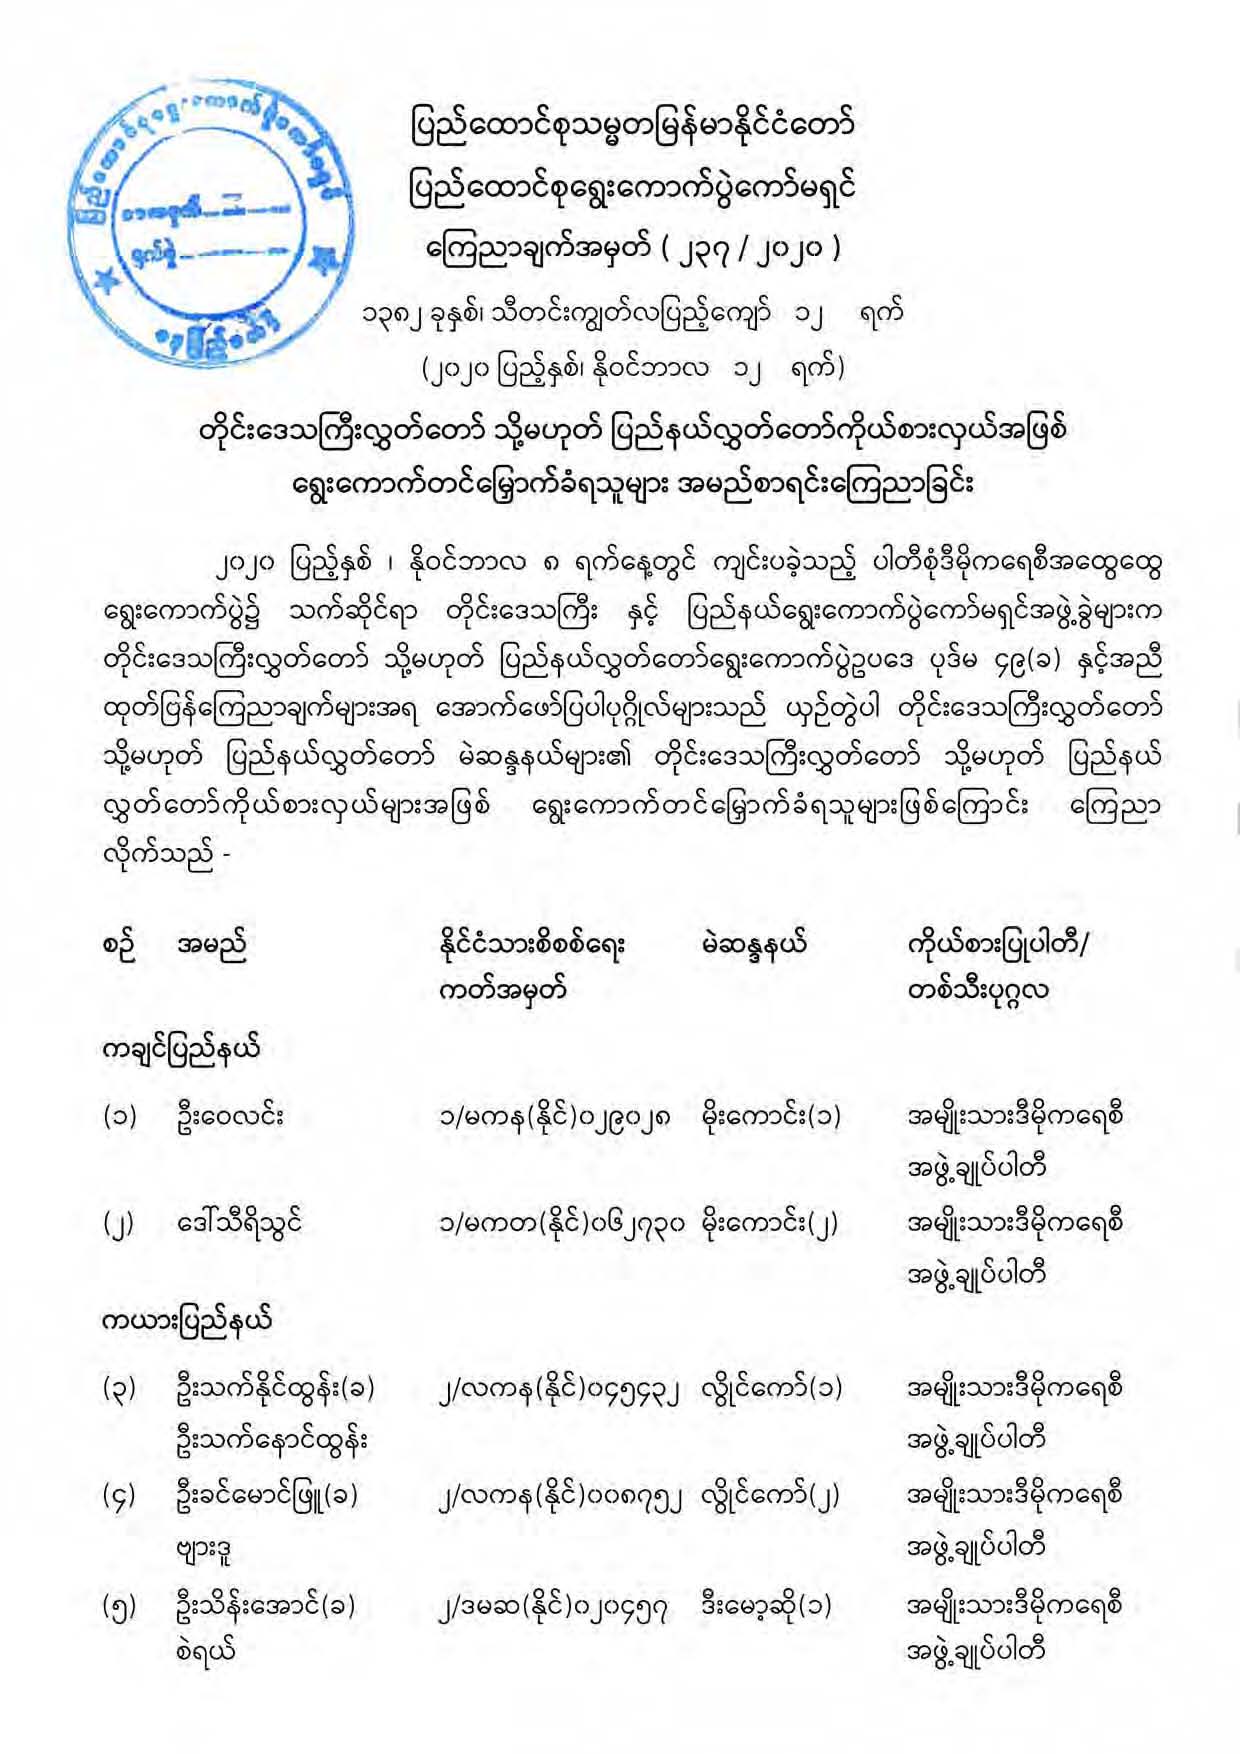 ပြည်ထောင်စုရွေးကောက်ပွဲကော်မရှင်
နေပြည်တော်
ပြည်ထောင်စုသမ္မတမြန်မာနိုင်ငံတော်
ပြည်ထောင်စုရွေးကောက်ပွဲကော်မရှင်
ကြေညာချက်အမှတ် ( ၂၃၇ / ၂၀၂၀ )
၁၃၈၂ ခုနှစ်၊ သီတင်းကျွတ်လပြည့်ကျော် ၁၂ ရက်
(၂၀၂၀ ပြည့်နှစ်၊ နိုဝင်ဘာလ ၁၂ ရက်)
တိုင်းဒေသကြီးလွှတ်တော် သို့မဟုတ် ပြည်နယ်လွှတ်တော်ကိုယ်စားလှယ်အဖြစ်
ရွေးကောက်တင်မြှောက်ခံရသူများ အမည်စာရင်းကြေညာခြင်း
၂၀၂၀ ပြည့်နှစ် ၊ နိုဝင်ဘာလ ၈ ရက်နေ့တွင် ကျင်းပခဲ့သည့် ပါတီစုံဒီမိုကရေစီအထွေထွေ
ရွေးကောက်ပွဲ၌ သက်ဆိုင်ရာ တိုင်းဒေသကြီး နှင့် ပြည်နယ်ရွေးကောက်ပွဲကော်မရှင်အဖွဲ့ခွဲများက
တိုင်းဒေသကြီးလွှတ်တော် သို့မဟုတ် ပြည်နယ်လွှတ်တော်ရွေးကောက်ပွဲဥပဒေ ပုဒ်မ ၄၉(ခ) နှင့်အညီ
ထုတ်ပြန်ကြေညာချက်များအရ အောက်ဖော်ပြပါပုဂ္ဂိုလ်များသည် ယှဉ်တွဲပါ တိုင်းဒေသကြီးလွှတ်တော်
သို့မဟုတ် ပြည်နယ်လွှတ်တော် မဲဆန္ဒနယ်များ၏ တိုင်းဒေသကြီးလွှတ်တော် သို့မဟုတ် ပြည်နယ်
လွှတ်တော်ကိုယ်စားလှယ်များအဖြစ် ရွေးကောက်တင်မြှောက်ခံရသူများဖြစ်ကြောင်း ကြေညာ
လိုက်သည် -
စဉ် အမည် နိုင်ငံသားစိစစ်ရေး မဲဆန္ဒနယ် ကိုယ်စားပြုပါတီ/
ကတ်အမှတ် တစ်သီးပုဂ္ဂလ
ကချင်ပြည်နယ်
(၁) ဦးဝေလင်း ၁/မကန(နိုင်)၀၂၉၀၂၈ မိုးကောင်း(၁) အမျိုးသားဒီမိုကရေစီ
အဖွဲ့ချုပ်ပါတီ
(၂) ဒေါ်သီရိသွင် ၁/မကတ(နိုင်)၀၆၂၇၃၀ မိုးကောင်း(၂) အမျိုးသားဒီမိုကရေစီ
အဖွဲ့ချုပ်ပါတီ
ကယားပြည်နယ်
(၃) ဦးသက်နိုင်ထွန်း(ခ) ၂/လကန(နိုင်)၀၄၅၄၃၂ လွိုင်ကော်(၁) အမျိုးသားဒီမိုကရေစီ
ဦးသက်နောင်ထွန်း အဖွဲ့ချုပ်ပါတီ
(၄) ဦးခင်မောင်ဖြူ(ခ) ၂/လကန(နိုင်)၀၀၈၇၅၂ လွိုင်ကော်(၂) အမျိုးသားဒီမိုကရေစီ
ဗျားဒူ အဖွဲ့ချုပ်ပါတီ
(၅) ဦးသိန်းအောင်(ခ) ၂/ဒမဆ(နိုင်)၀၂၀၄၅၇ ဒီးမော့ဆို(၁) အမျိုးသားဒီမိုကရေစီ
စဲရယ် အဖွဲ့ချုပ်ပါတီ